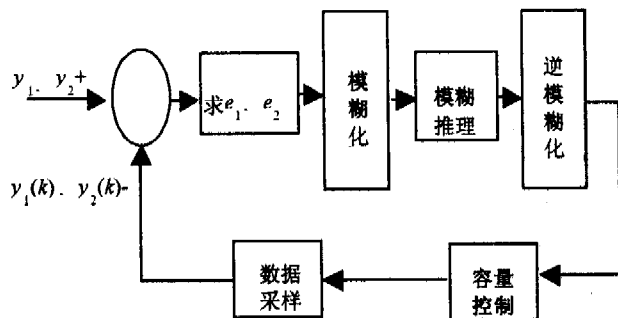 y₁. y₂+
求e₁. e₂
模
糊
化
模糊
推理
逆
模
糊
化
y₁(k). y₂(k)-
数据
采样
容量
控制